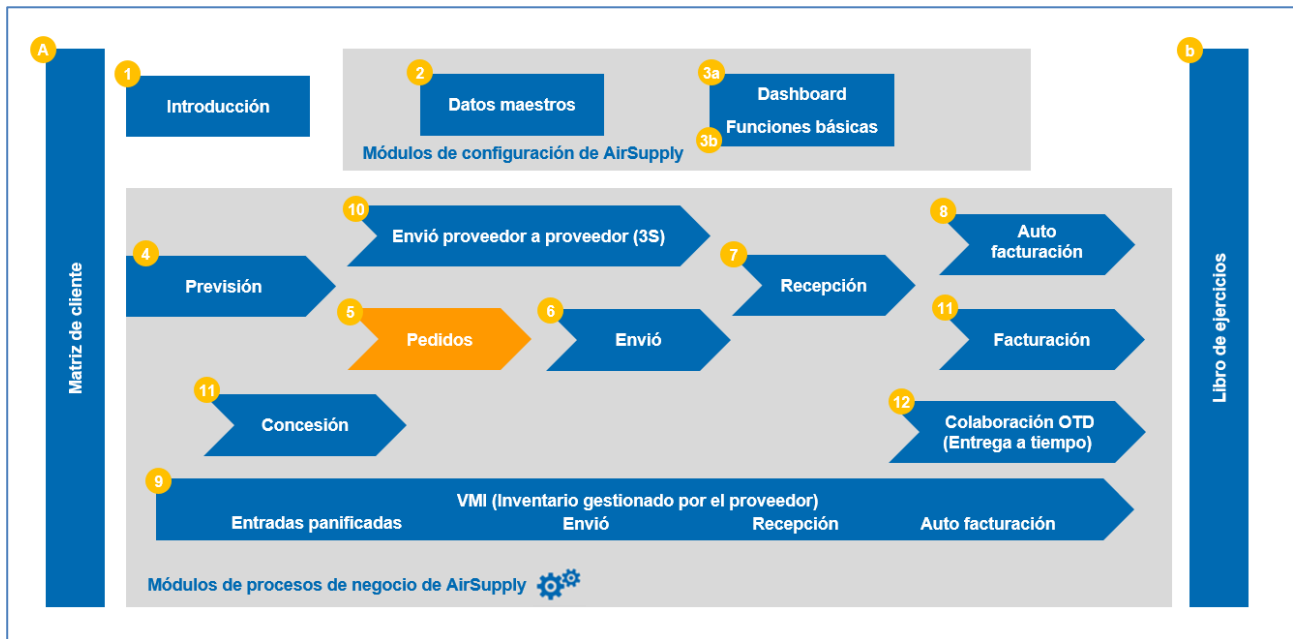 A
Matriz de cliente
1
Introducción
2
Datos maestros
3a
Dashboard
3b
Funciones básicas
Módulos de configuración de AirSupply
b
Libro de ejercicios
4
Previsión
10
Envió proveedor a proveedor (3S)
5
Pedidos
6
Envió
7
Recepción
8
Auto
facturación
11
Facturación
11
Concesión
12
Colaboración OTD
(Entrega a tiempo)
9
VMI (Inventario gestionado por el proveedor)
Entradas panificadas
Envió
Recepción
Auto facturación
Módulos de procesos de negocio de AirSupply